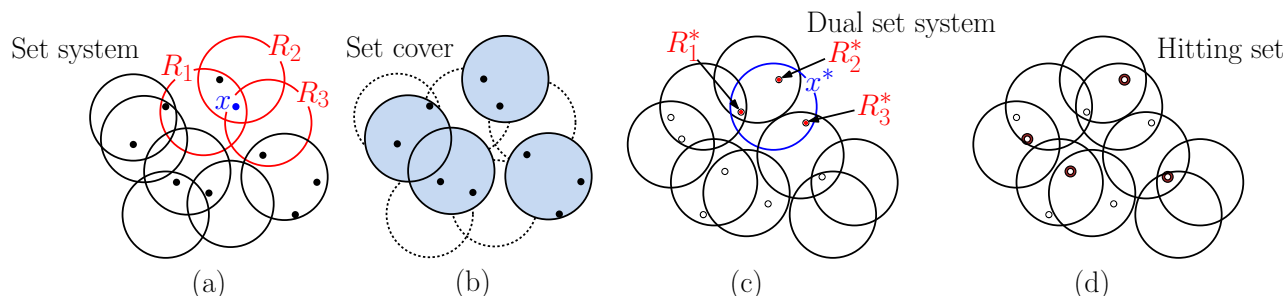 Set system
R₁
R₂
R₃
x
(a)
Set cover
(b)
Dual set system
R₁*
R₂*
R₃*
x*
(c)
Hitting set
(d)